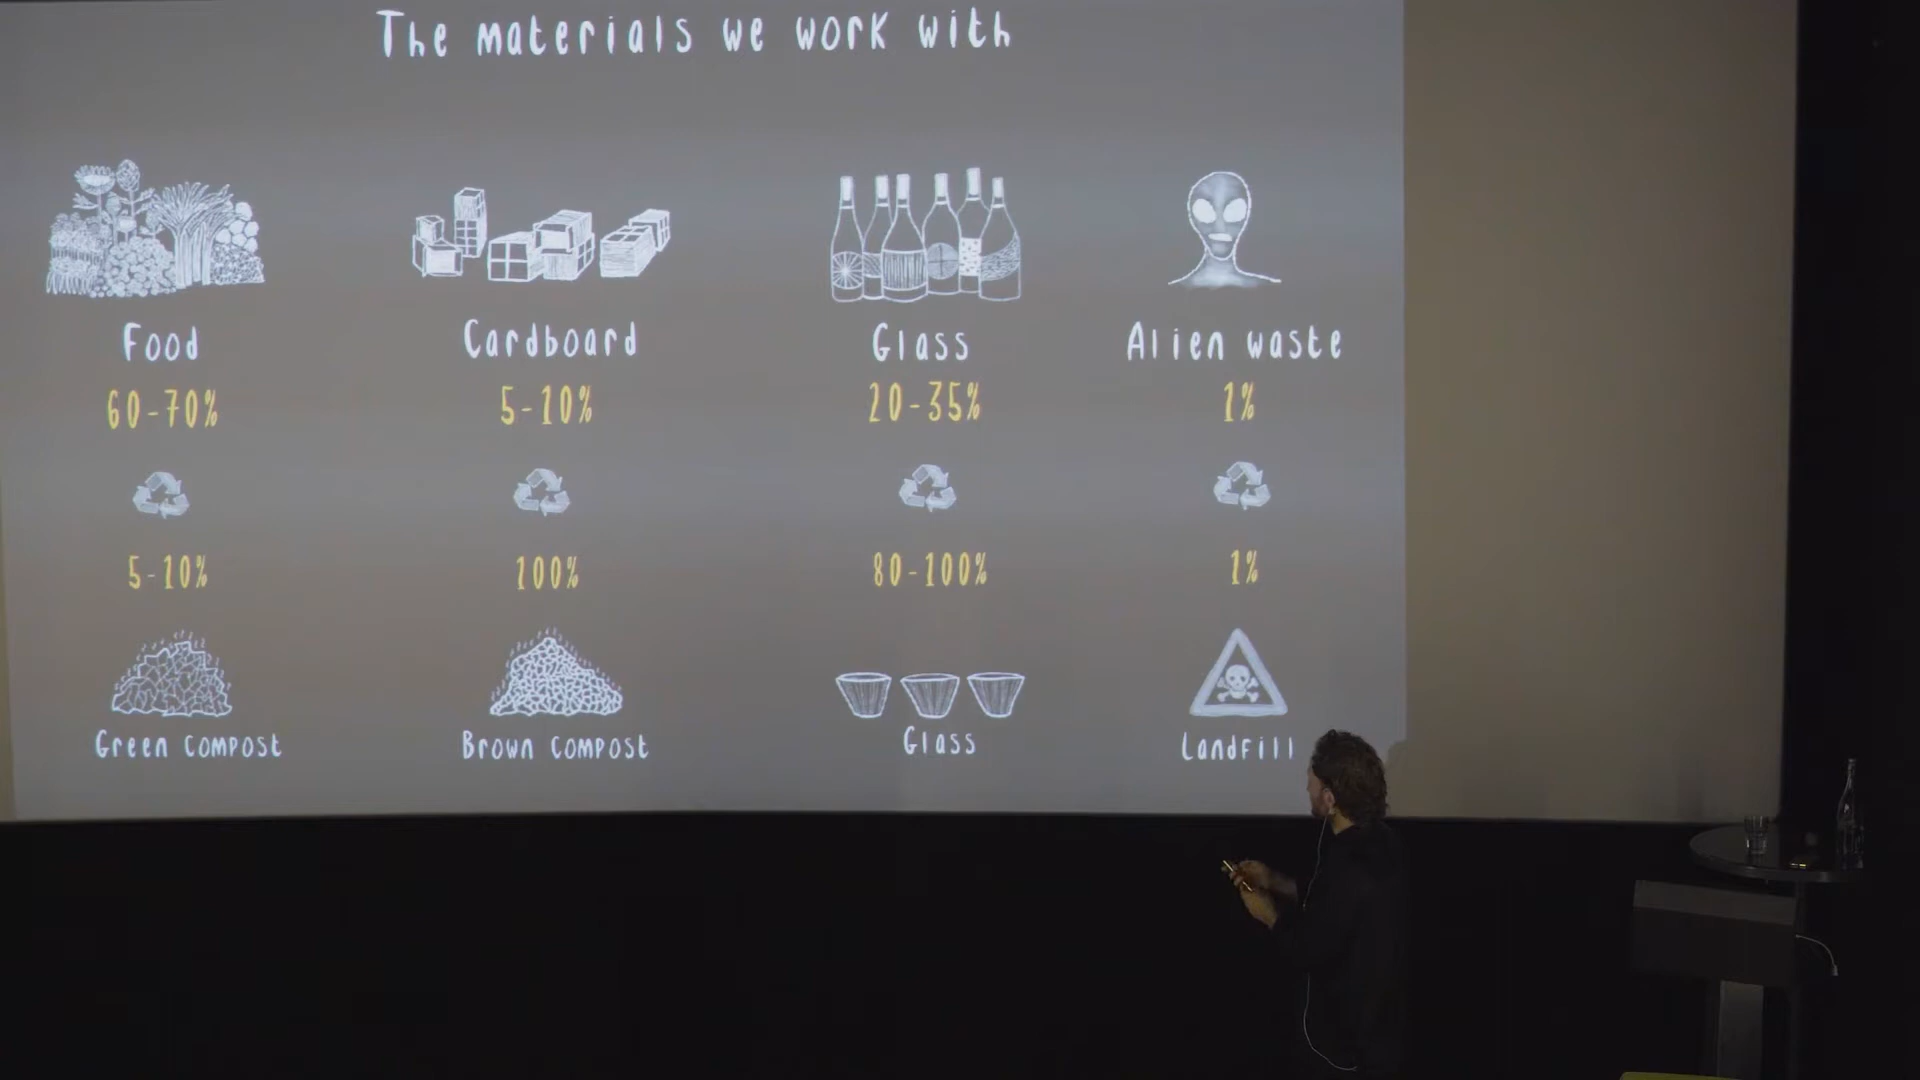 The materials we work with
Food Cardboard Glass Alien waste
60-70% 5-10% 20-35% 1%
5-10% 100% 80-100% 1%
Green compost Brown compost Glass Landfill